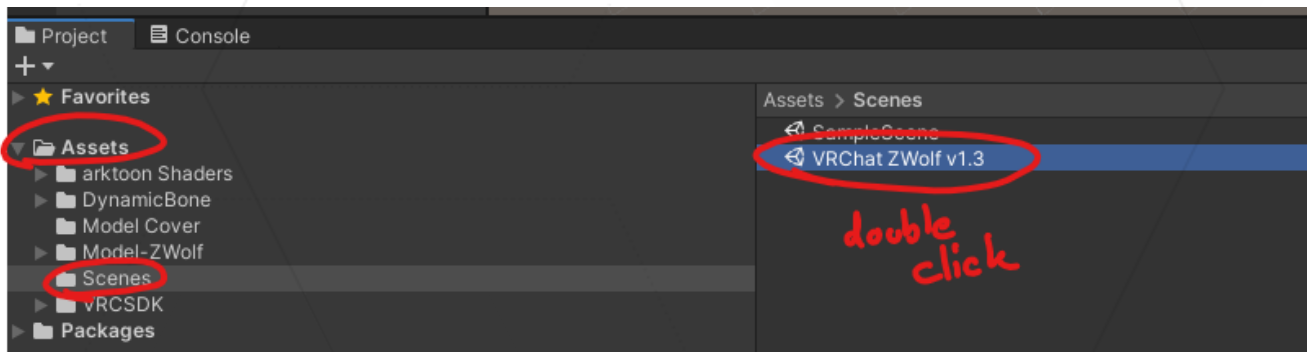 Project Console
Favorites
Assets
arktoon Shaders
DynamicBone
Model Cover
Model-ZWolf
Scenes
VRCSDK
Packages
Assets > Scenes
SampleScene
VRChat ZWolf v1.3
double
click